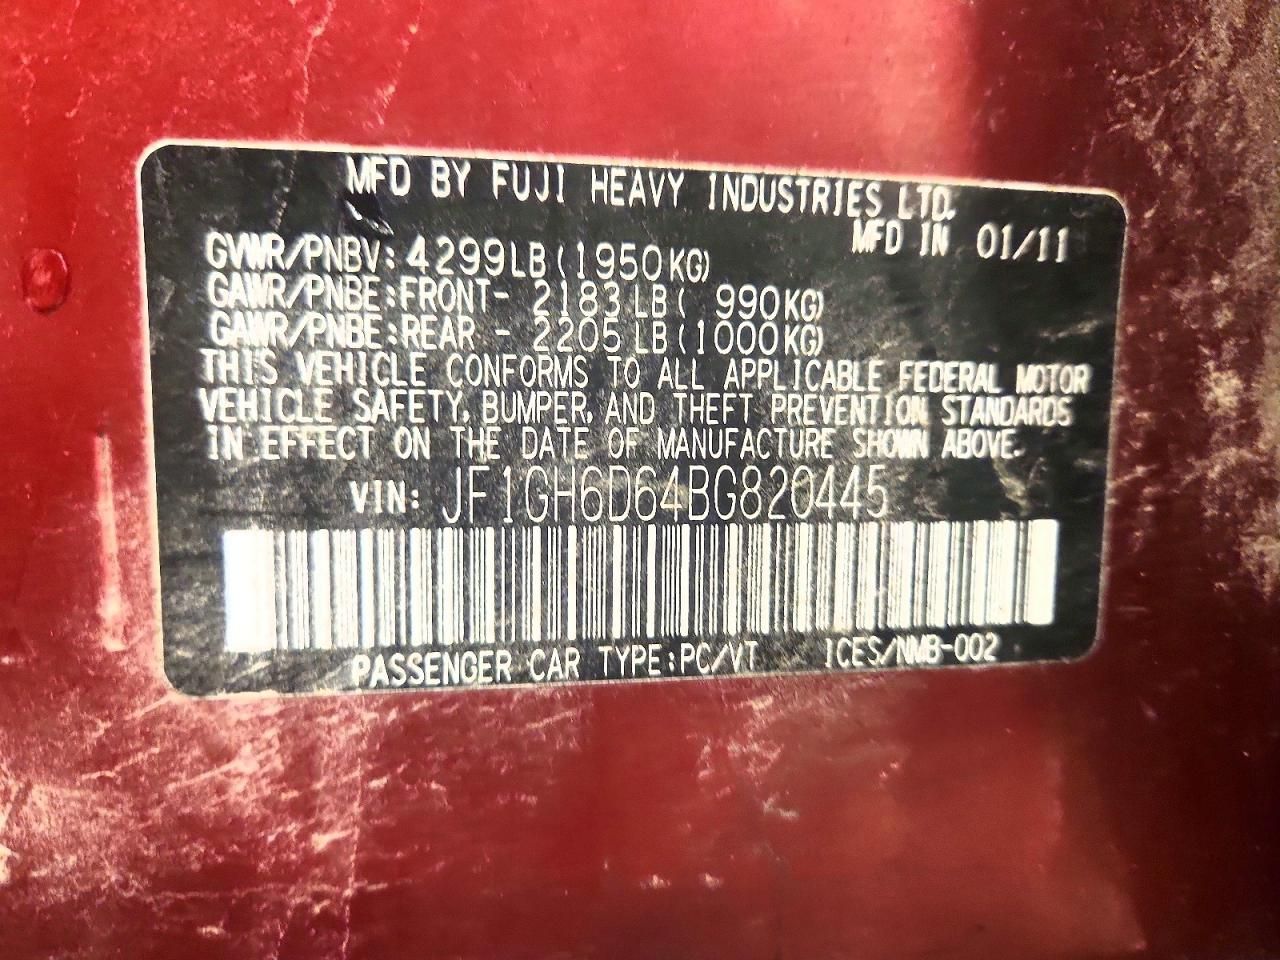 MFD BY FUJI HEAVY INDUSTRIES LTD.
MFD IN 01/11
GVWR/PNBV: 4299LB (1950KG)
GAWR/PNBE: FRONT- 2183LB ( 990KG)
GAWR/PNBE: REAR - 2205LB (1000KG)
THIS VEHICLE CONFORMS TO ALL APPLICABLE FEDERAL MOTOR
VEHICLE SAFETY, BUMPER, AND THEFT PREVENTION STANDARDS
IN EFFECT ON THE DATE OF MANUFACTURE SHOWN ABOVE.
VIN: JF1GH6D64BG820445
PASSENGER CAR TYPE:PC/VT ICES/NMB-002